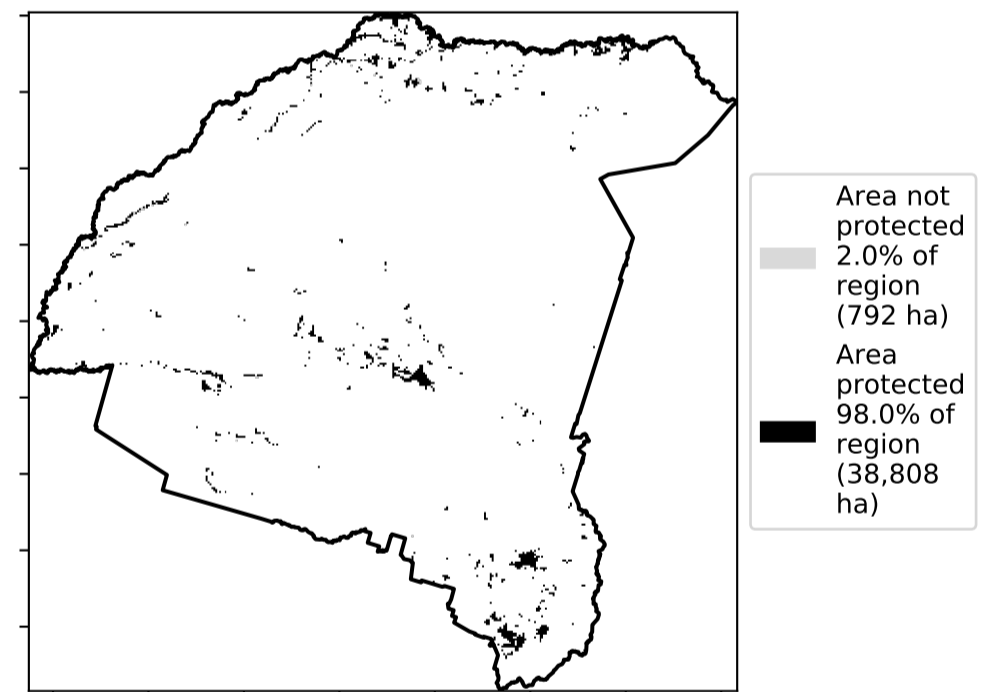 Area not
protected
2.0% of
region
(792 ha)
Area
protected
98.0% of
region
(38,808
ha)